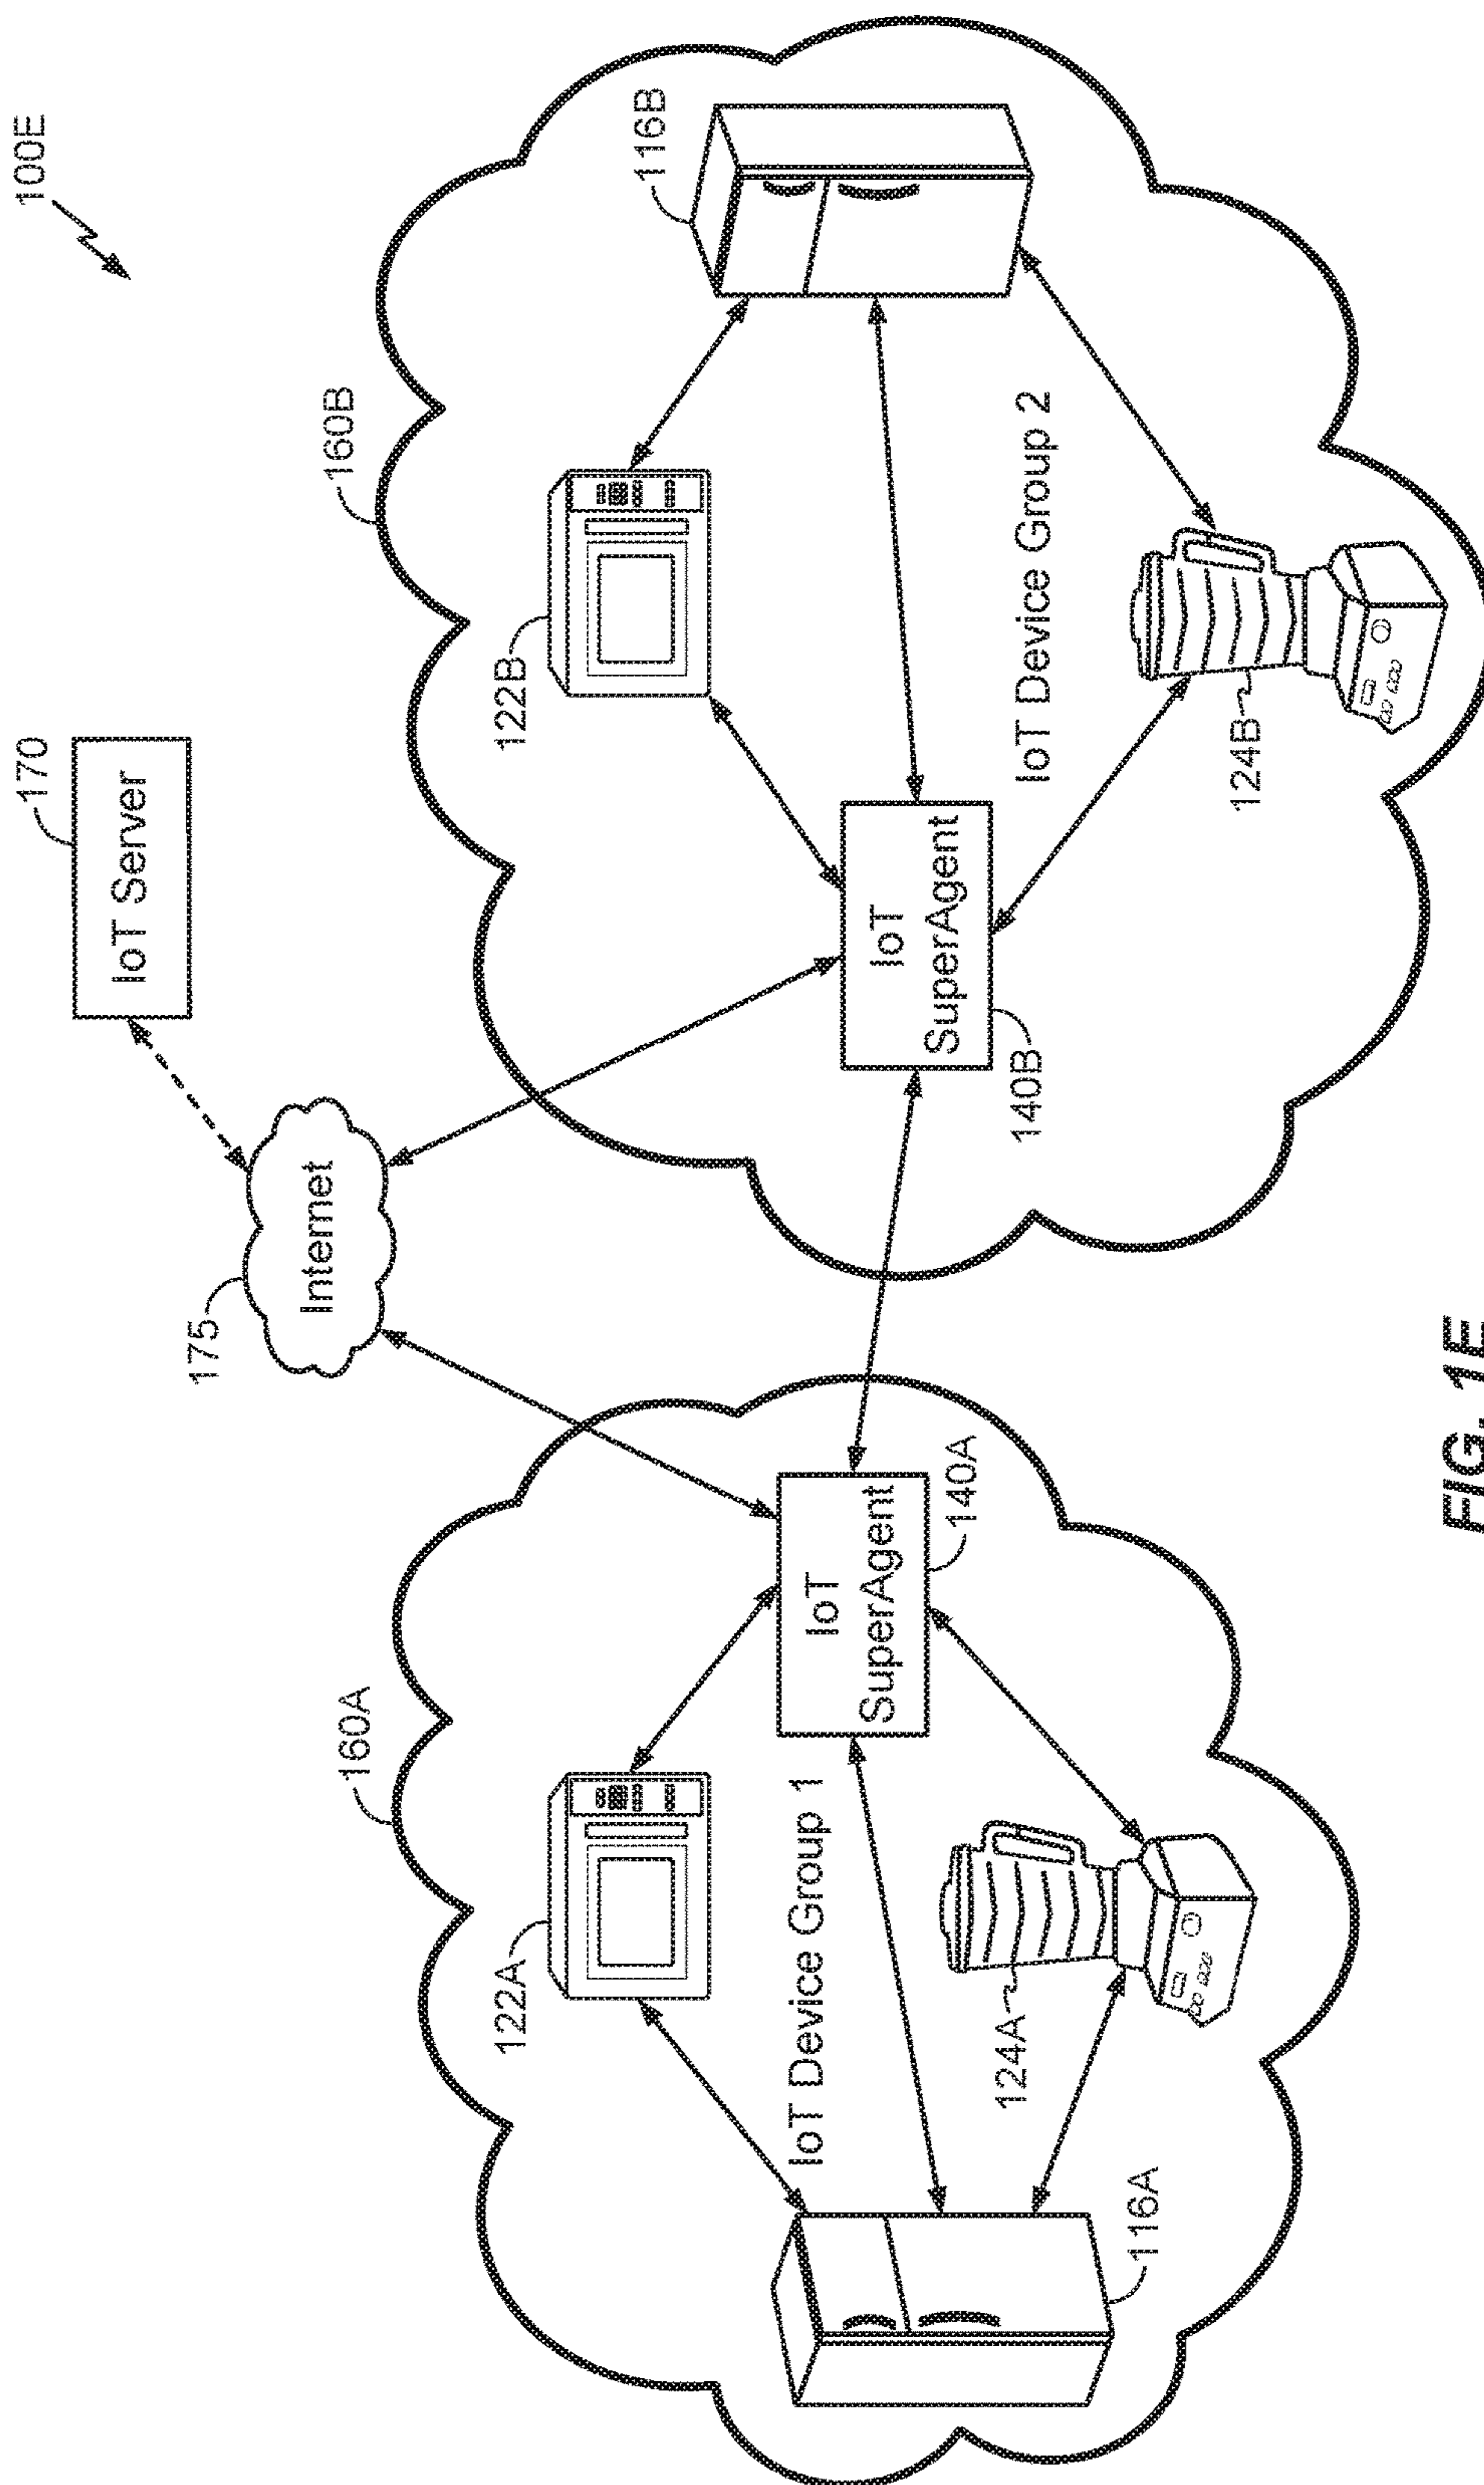 100E
170
IoT Server
175
Internet
160A
160B
122A
122B
116B
IoT
SuperAgent
140A
IoT
SuperAgent
140B
IoT Device Group 1
IoT Device Group 2
124A
124B
116A
FIG. 1E